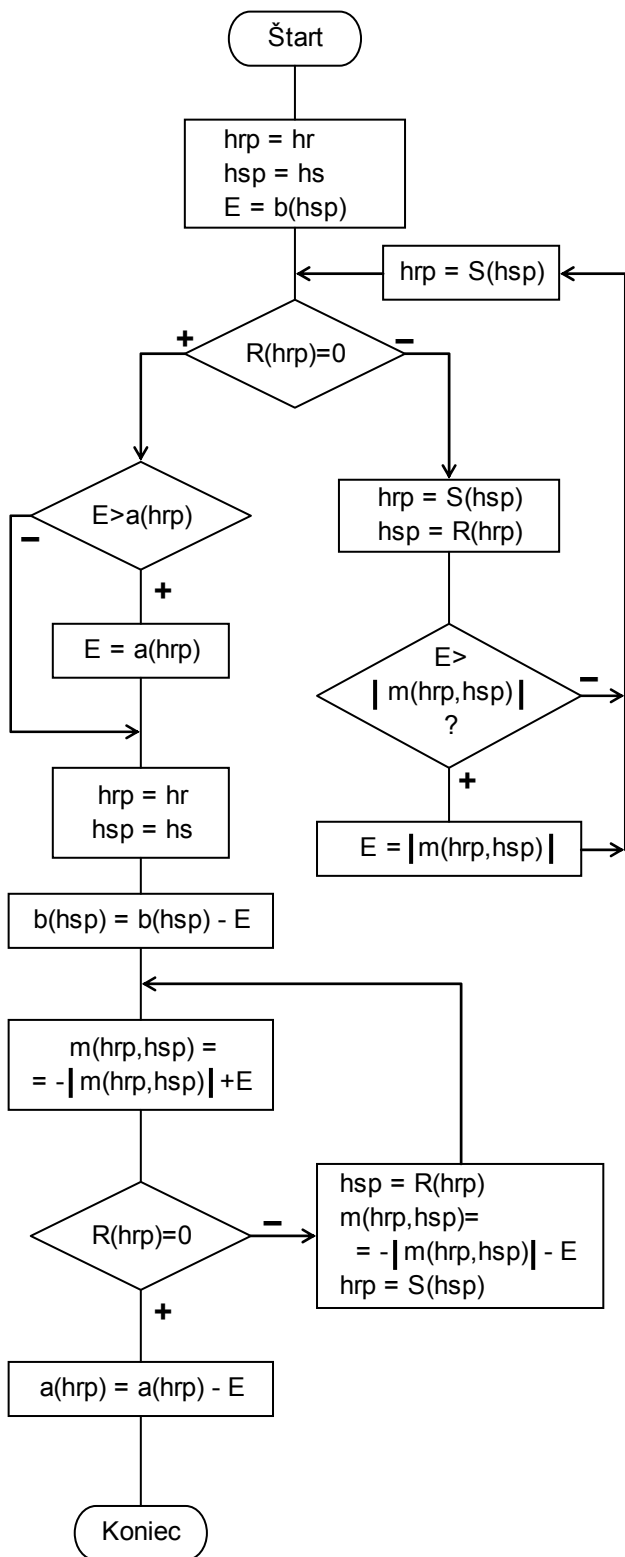 Štart
hrp = hr
hsp = hs
E = b(hsp)
hrp = S(hsp)
+
R(hrp)=0
-
E>a(hrp)
-
+
E = a(hrp)
hrp = S(hsp)
hsp = R(hrp)
E>
|m(hrp,hsp)|
?
-
+
E = |m(hrp,hsp)|
hrp = hr
hsp = hs
b(hsp) = b(hsp) - E
m(hrp,hsp) =
= -|m(hrp,hsp)| +E
R(hrp)=0
-
+
hsp = R(hrp)
m(hrp,hsp)=
= -|m(hrp,hsp)| - E
hrp = S(hsp)
a(hrp) = a(hrp) - E
Koniec